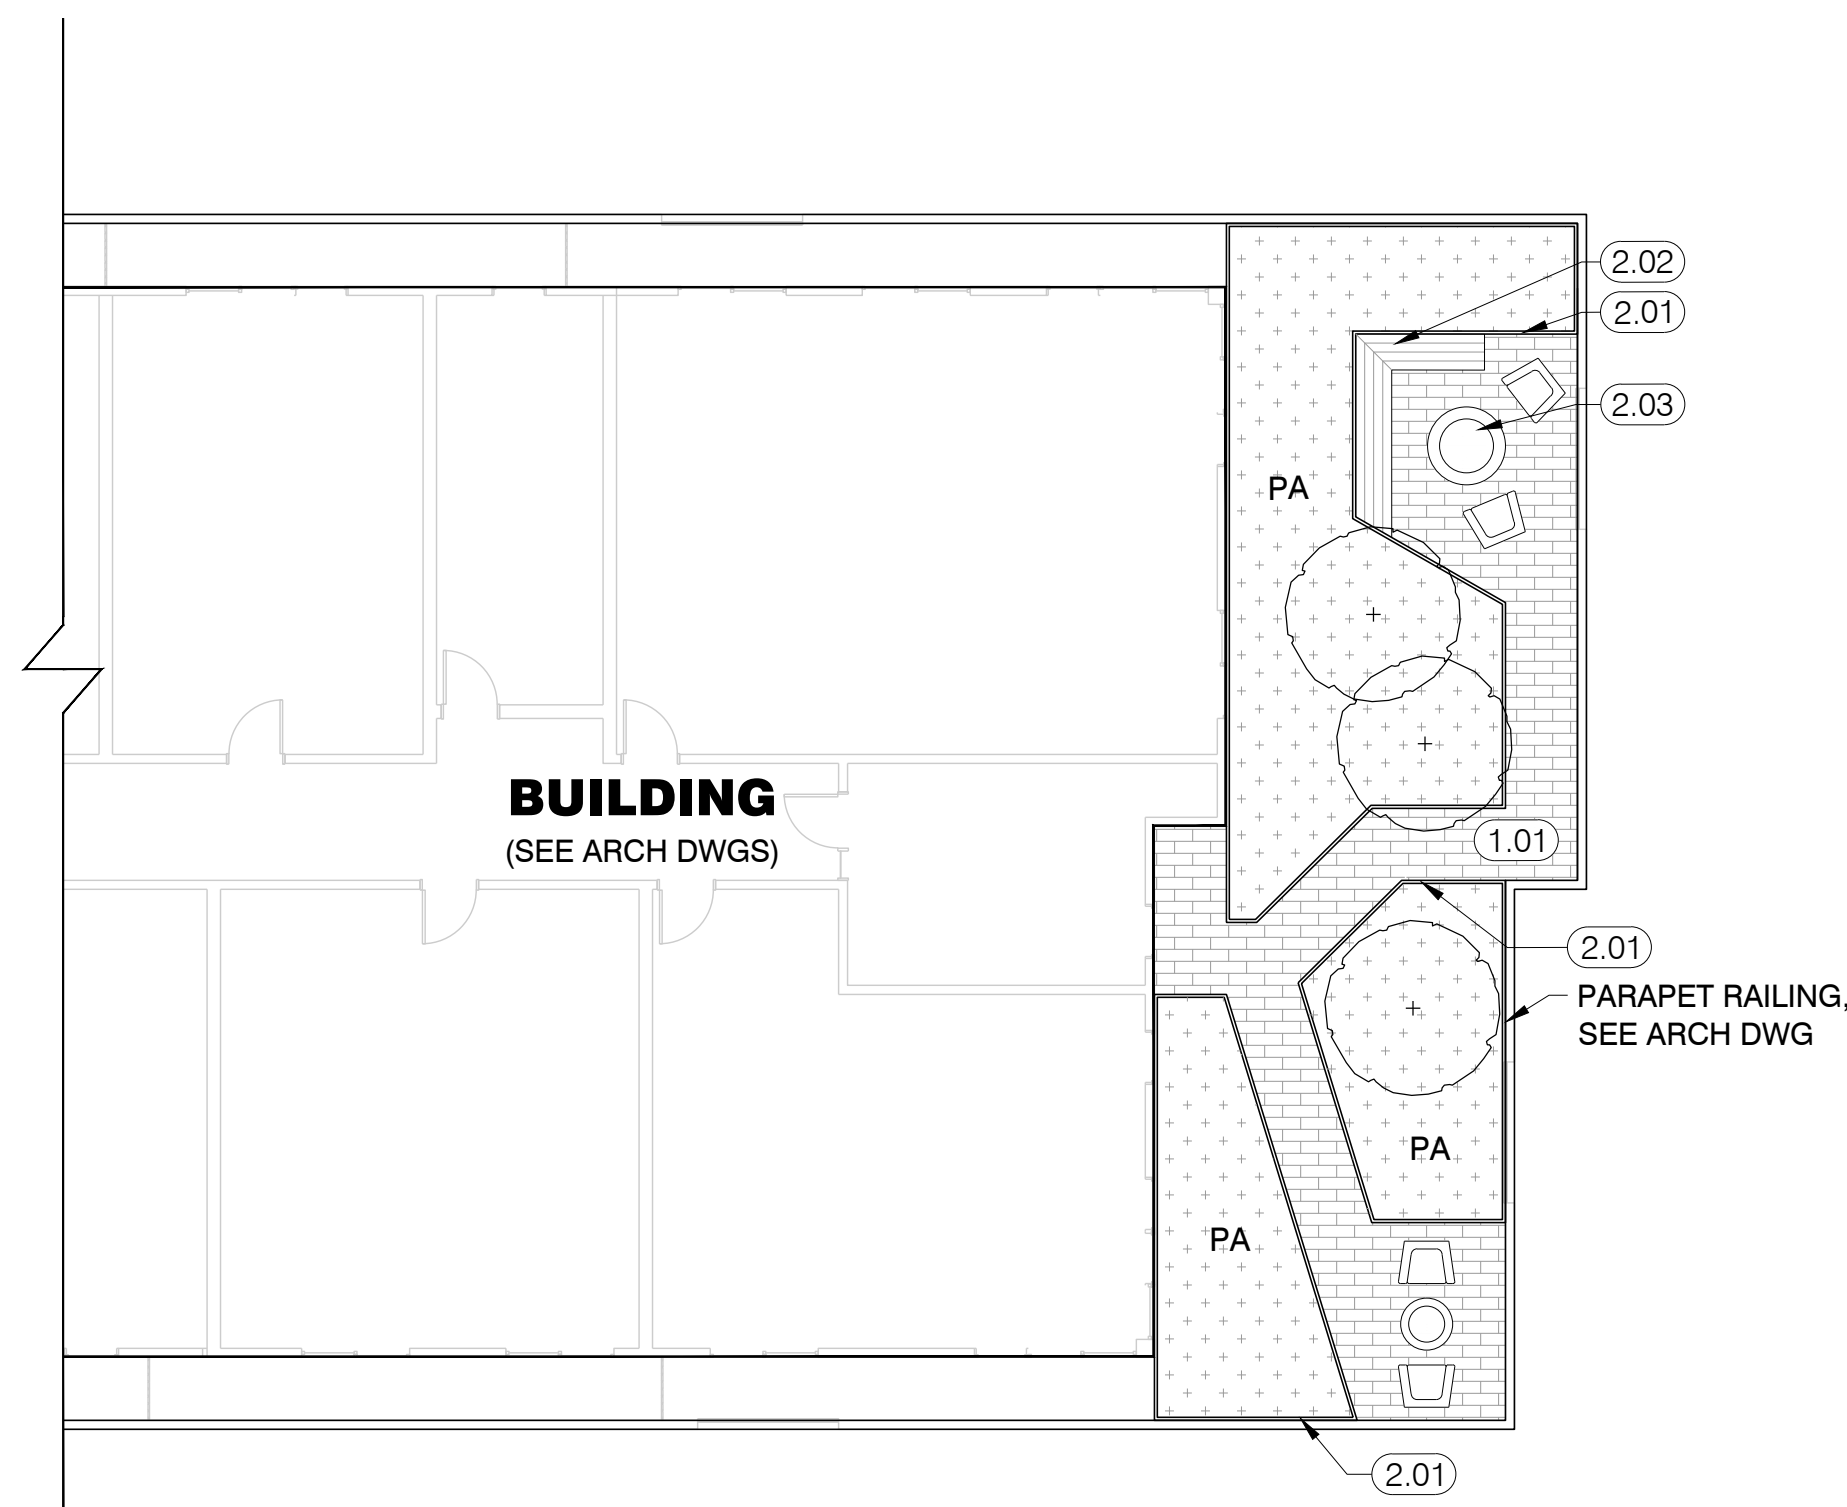 2.02
2.01
2.03
PA
BUILDING
(SEE ARCH DWGS)
1.01
2.01
PARAPET RAILING,
SEE ARCH DWG
PA
PA
2.01